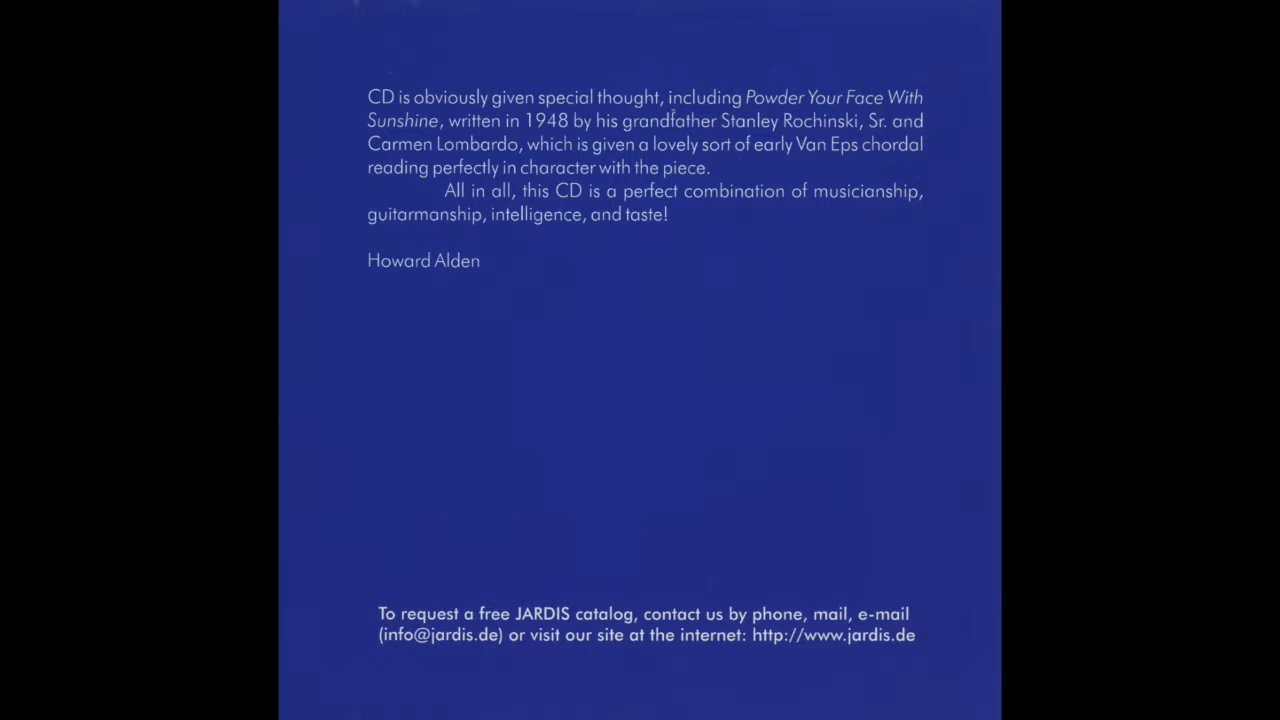 CD is obviously given special thought, including Powder Your Face With
Sunshine, written in 1948 by his grandfather Stanley Rochinski, Sr. and
Carmen Lombardo, which is given a lovely sort of early Van Eps chordal
reading perfectly in character with the piece.
All in all, this CD is a perfect combination of musicianship,
guitarmanship, intelligence, and taste!
Howard Alden
To request a free JARDIS catalog, contact us by phone, mail, e-mail
(info@jardis.de) or visit our site at the internet: http://www.jardis.de